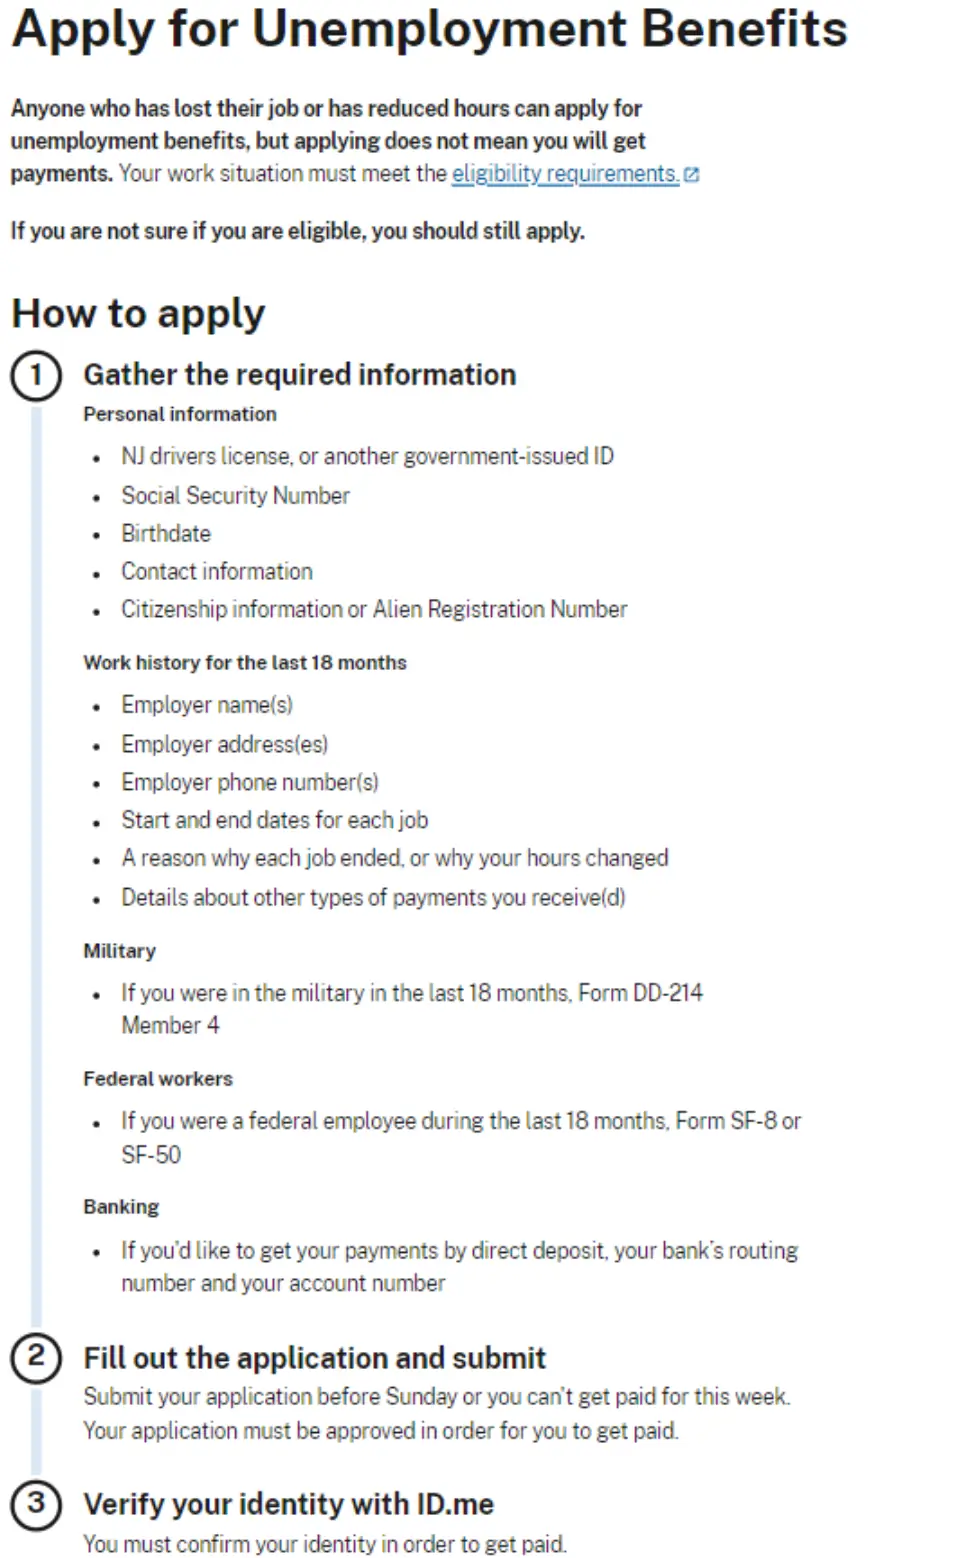 Apply for Unemployment Benefits
Anyone who has lost their job or has reduced hours can apply for
unemployment benefits, but applying does not mean you will get
payments. Your work situation must meet the eligibility requirements.
If you are not sure if you are eligible, you should still apply.
How to apply
1 Gather the required information
Personal information
• NJ drivers license, or another government-issued ID
• Social Security Number
• Birthdate
• Contact information
• Citizenship information or Alien Registration Number
Work history for the last 18 months
• Employer name(s)
• Employer address(es)
• Employer phone number(s)
• Start and end dates for each job
• A reason why each job ended, or why your hours changed
• Details about other types of payments you receive(d)
Military
• If you were in the military in the last 18 months, Form DD-214
Member 4
Federal workers
• If you were a federal employee during the last 18 months, Form SF-8 or
SF-50
Banking
• If you'd like to get your payments by direct deposit, your bank's routing
number and your account number
2 Fill out the application and submit
Submit your application before Sunday or you can't get paid for this week.
Your application must be approved in order for you to get paid.
3 Verify your identity with ID.me
You must confirm your identity in order to get paid.